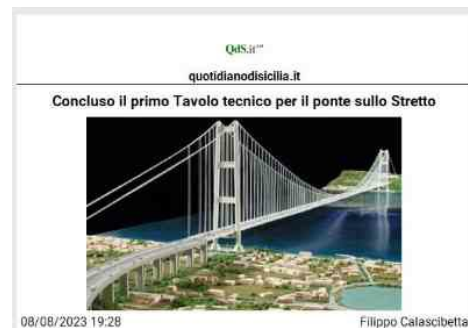 QdS.it
quotidianodisicilia.it
Concluso il primo Tavolo tecnico per il ponte sullo Stretto
08/08/2023 19:28 Filippo Calascibetta